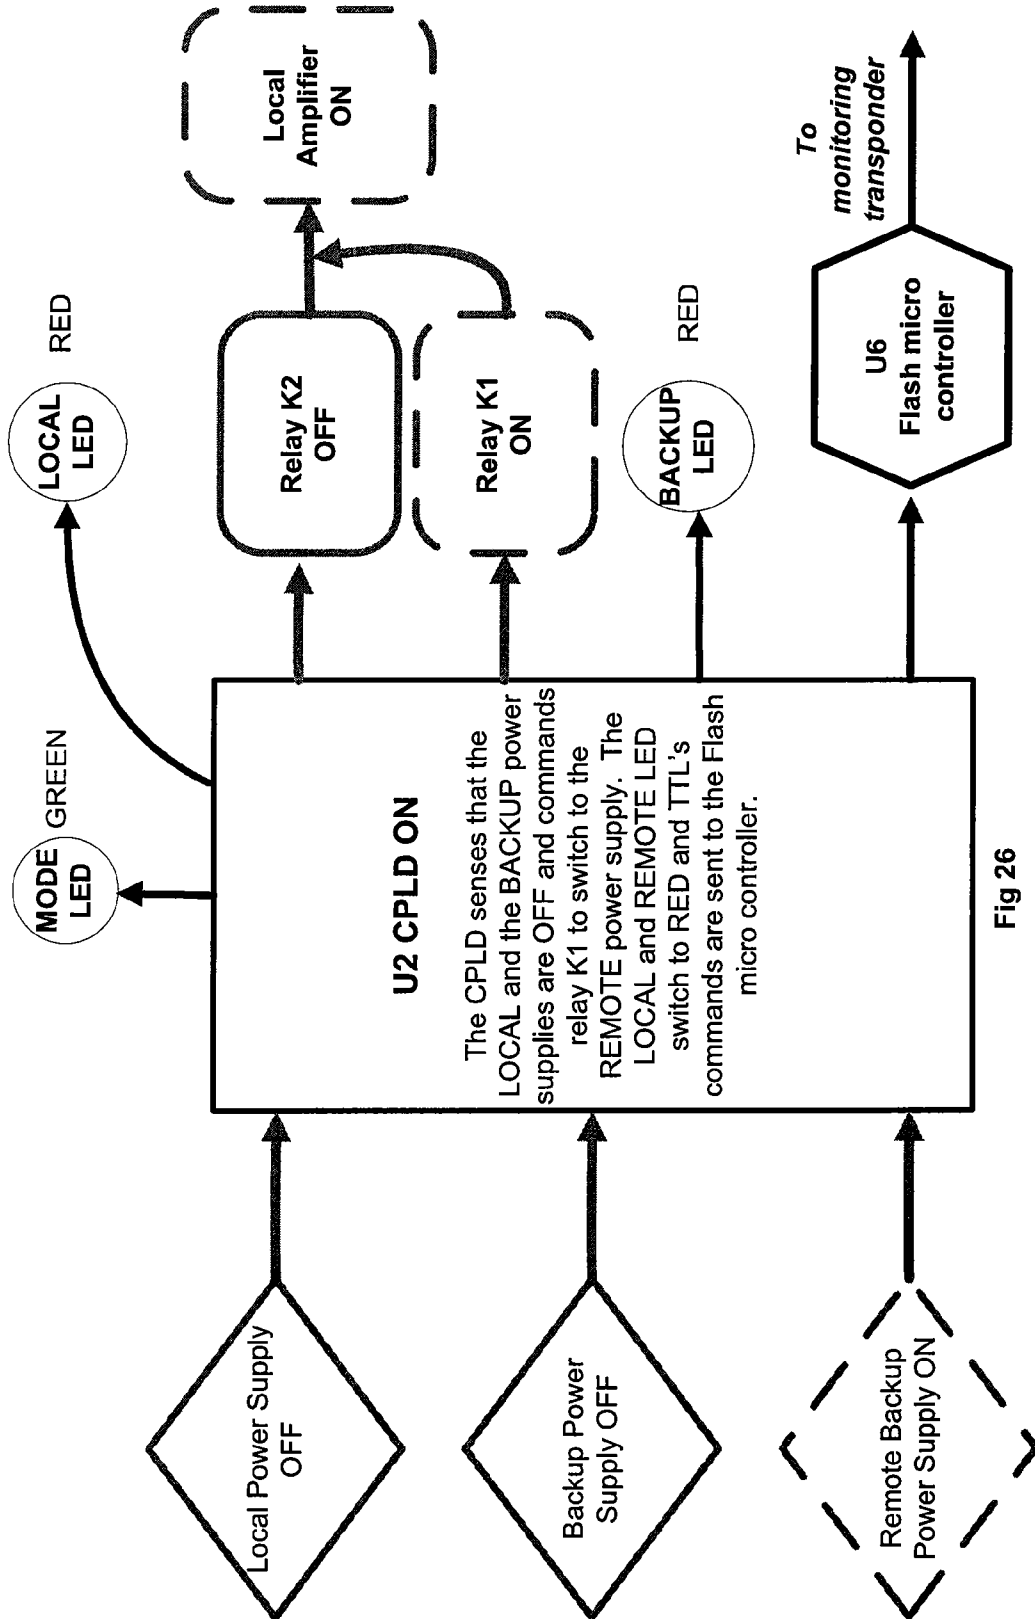 MODE
LED
GREEN
LOCAL
LED
RED
Local Power Supply
OFF
Backup Power
Supply OFF
Remote Backup
Power Supply ON
U2 CPLD ON
The CPLD senses that the
LOCAL and the BACKUP power
supplies are OFF and commands
relay K1 to switch to the
REMOTE power supply. The
LOCAL and REMOTE LED
switch to RED and TTL's
commands are sent to the Flash
micro controller.
Relay K2
OFF
Relay K1
ON
Local
Amplifier
ON
BACKUP
LED
RED
U6
Flash micro
controller
To
monitoring
transponder
Fig 26